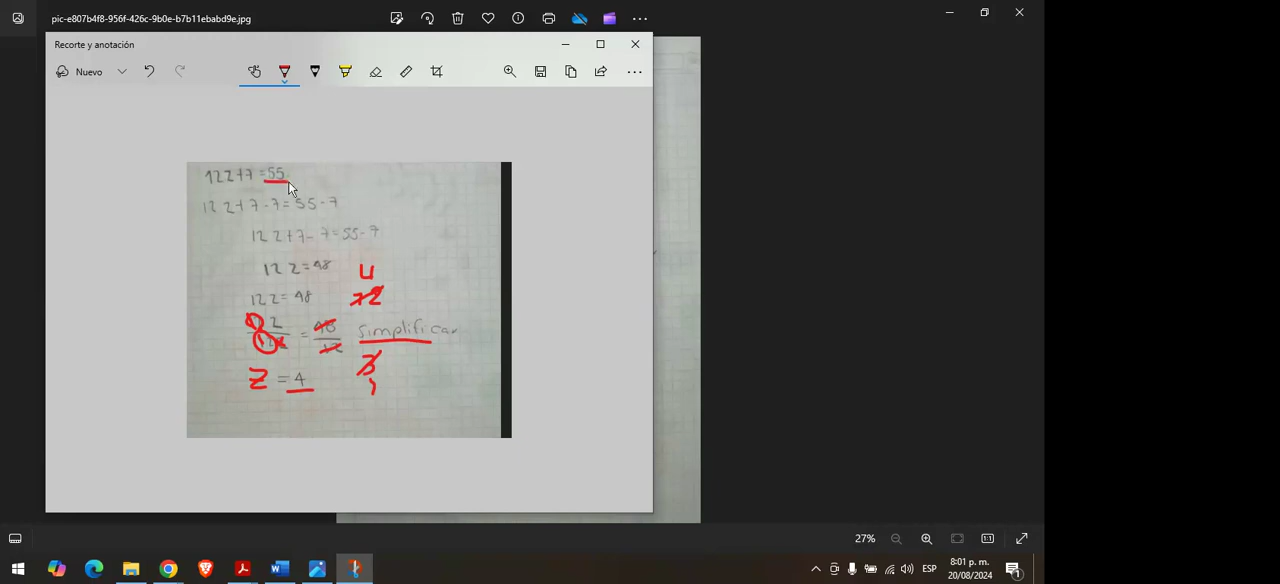 pic-e807b4f8-956f-426c-9b0e-b7b11ebabd9e.jpg
Recorte y anotación
Nuevo
12z+7=55
12z+7-7=55-7
12z+7-7=55-7
12z=48
4
12z=48
12
= 48
12
simplificar
3
z = 4
1
27%
8:01 p. m.
ESP
20/08/2024